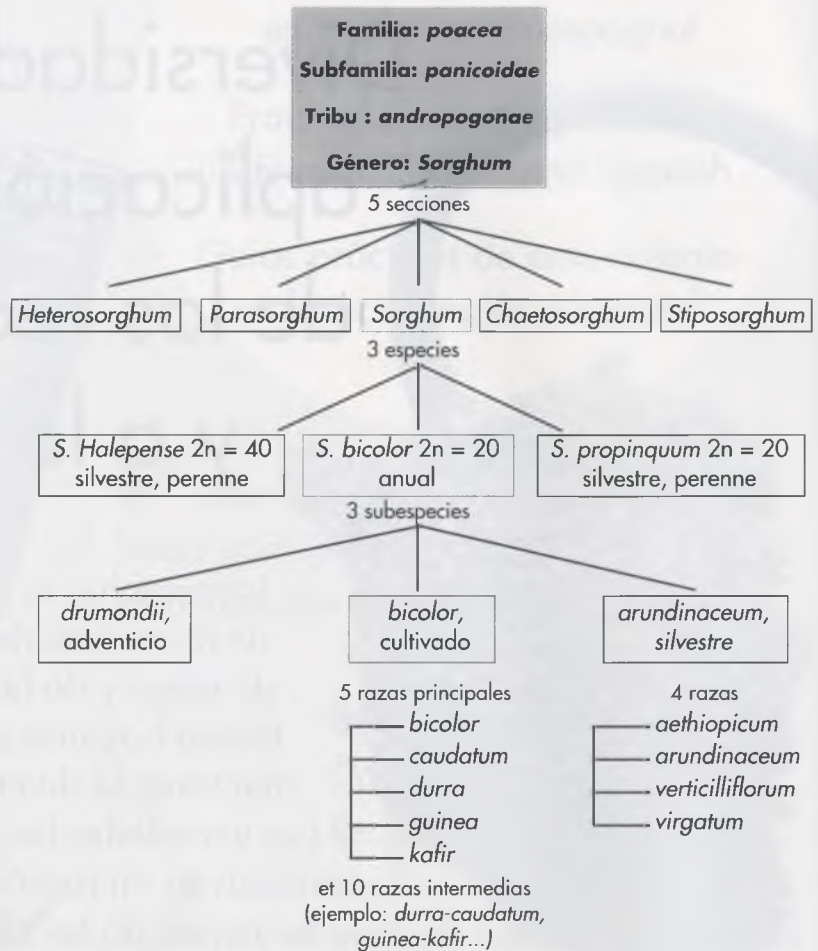 Familia: poacea
Subfamilia: panicoidae
Tribu : andropogonae
Género: Sorghum
5 secciones
Heterosorghum
Parasorghum
Sorghum
Chaetosorghum
Stiposorghum
3 especies
S. Halepense 2n = 40
silvestre, perenne
S. bicolor 2n = 20
anual
S. propinquum 2n = 20
silvestre, perenne
3 subespecies
drumondii,
adventicio
bicolor,
cultivado
arundinaceum,
silvestre
5 razas principales
bicolor
caudatum
durra
guinea
kafir
et 10 razas intermedias
(ejemplo: durra-caudatum,
guinea-kafir...)
4 razas
aethiopicum
arundinaceum
verticilliflorum
virgatum